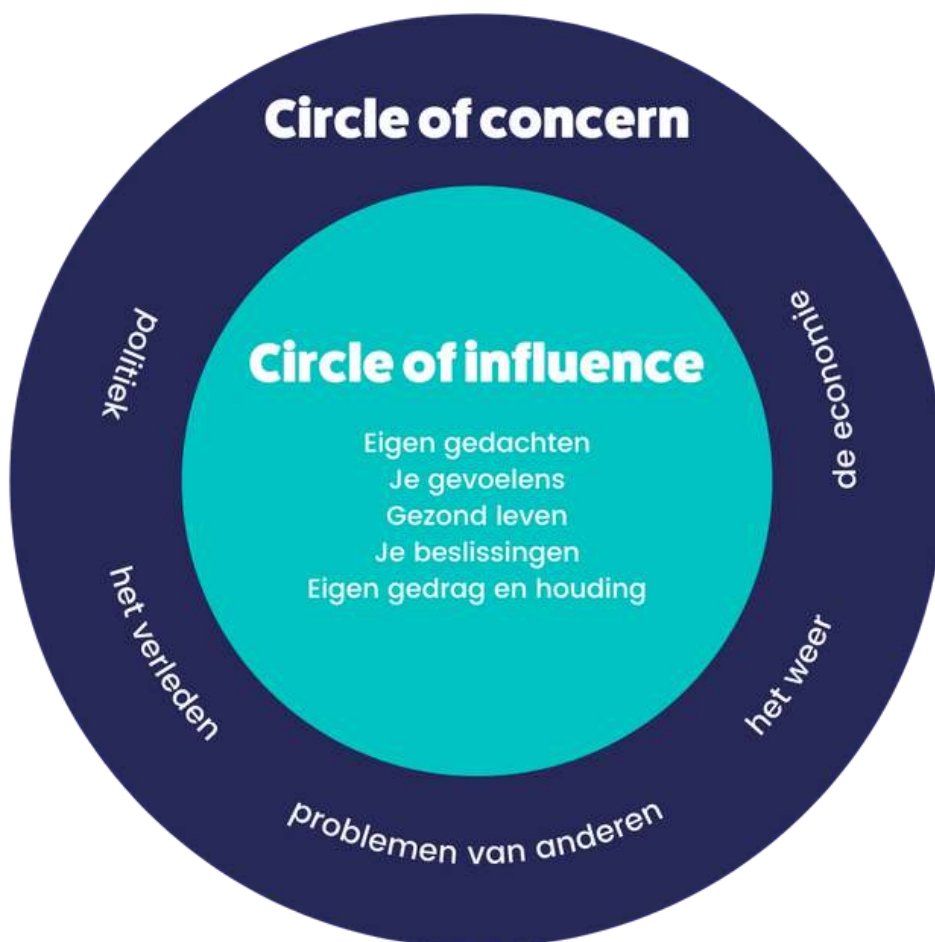 Circle of concern
politiek
de economie
Circle of influence
Eigen gedachten
Je gevoelens
Gezond leven
Je beslissingen
Eigen gedrag en houding
het verleden
het weer
problemen van anderen